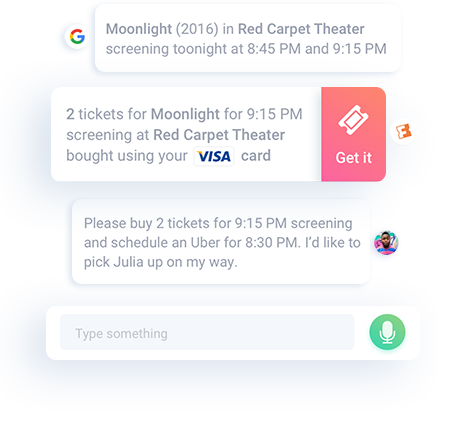 Moonlight (2016) in Red Carpet Theater
screening toonight at 8:45 PM and 9:15 PM
2 tickets for Moonlight for 9:15 PM
screening at Red Carpet Theater
bought using your VISA card
Get it
Please buy 2 tickets for 9:15 PM screening
and schedule an Uber for 8:30 PM. I'd like to
pick Julia up on my way.
Type something